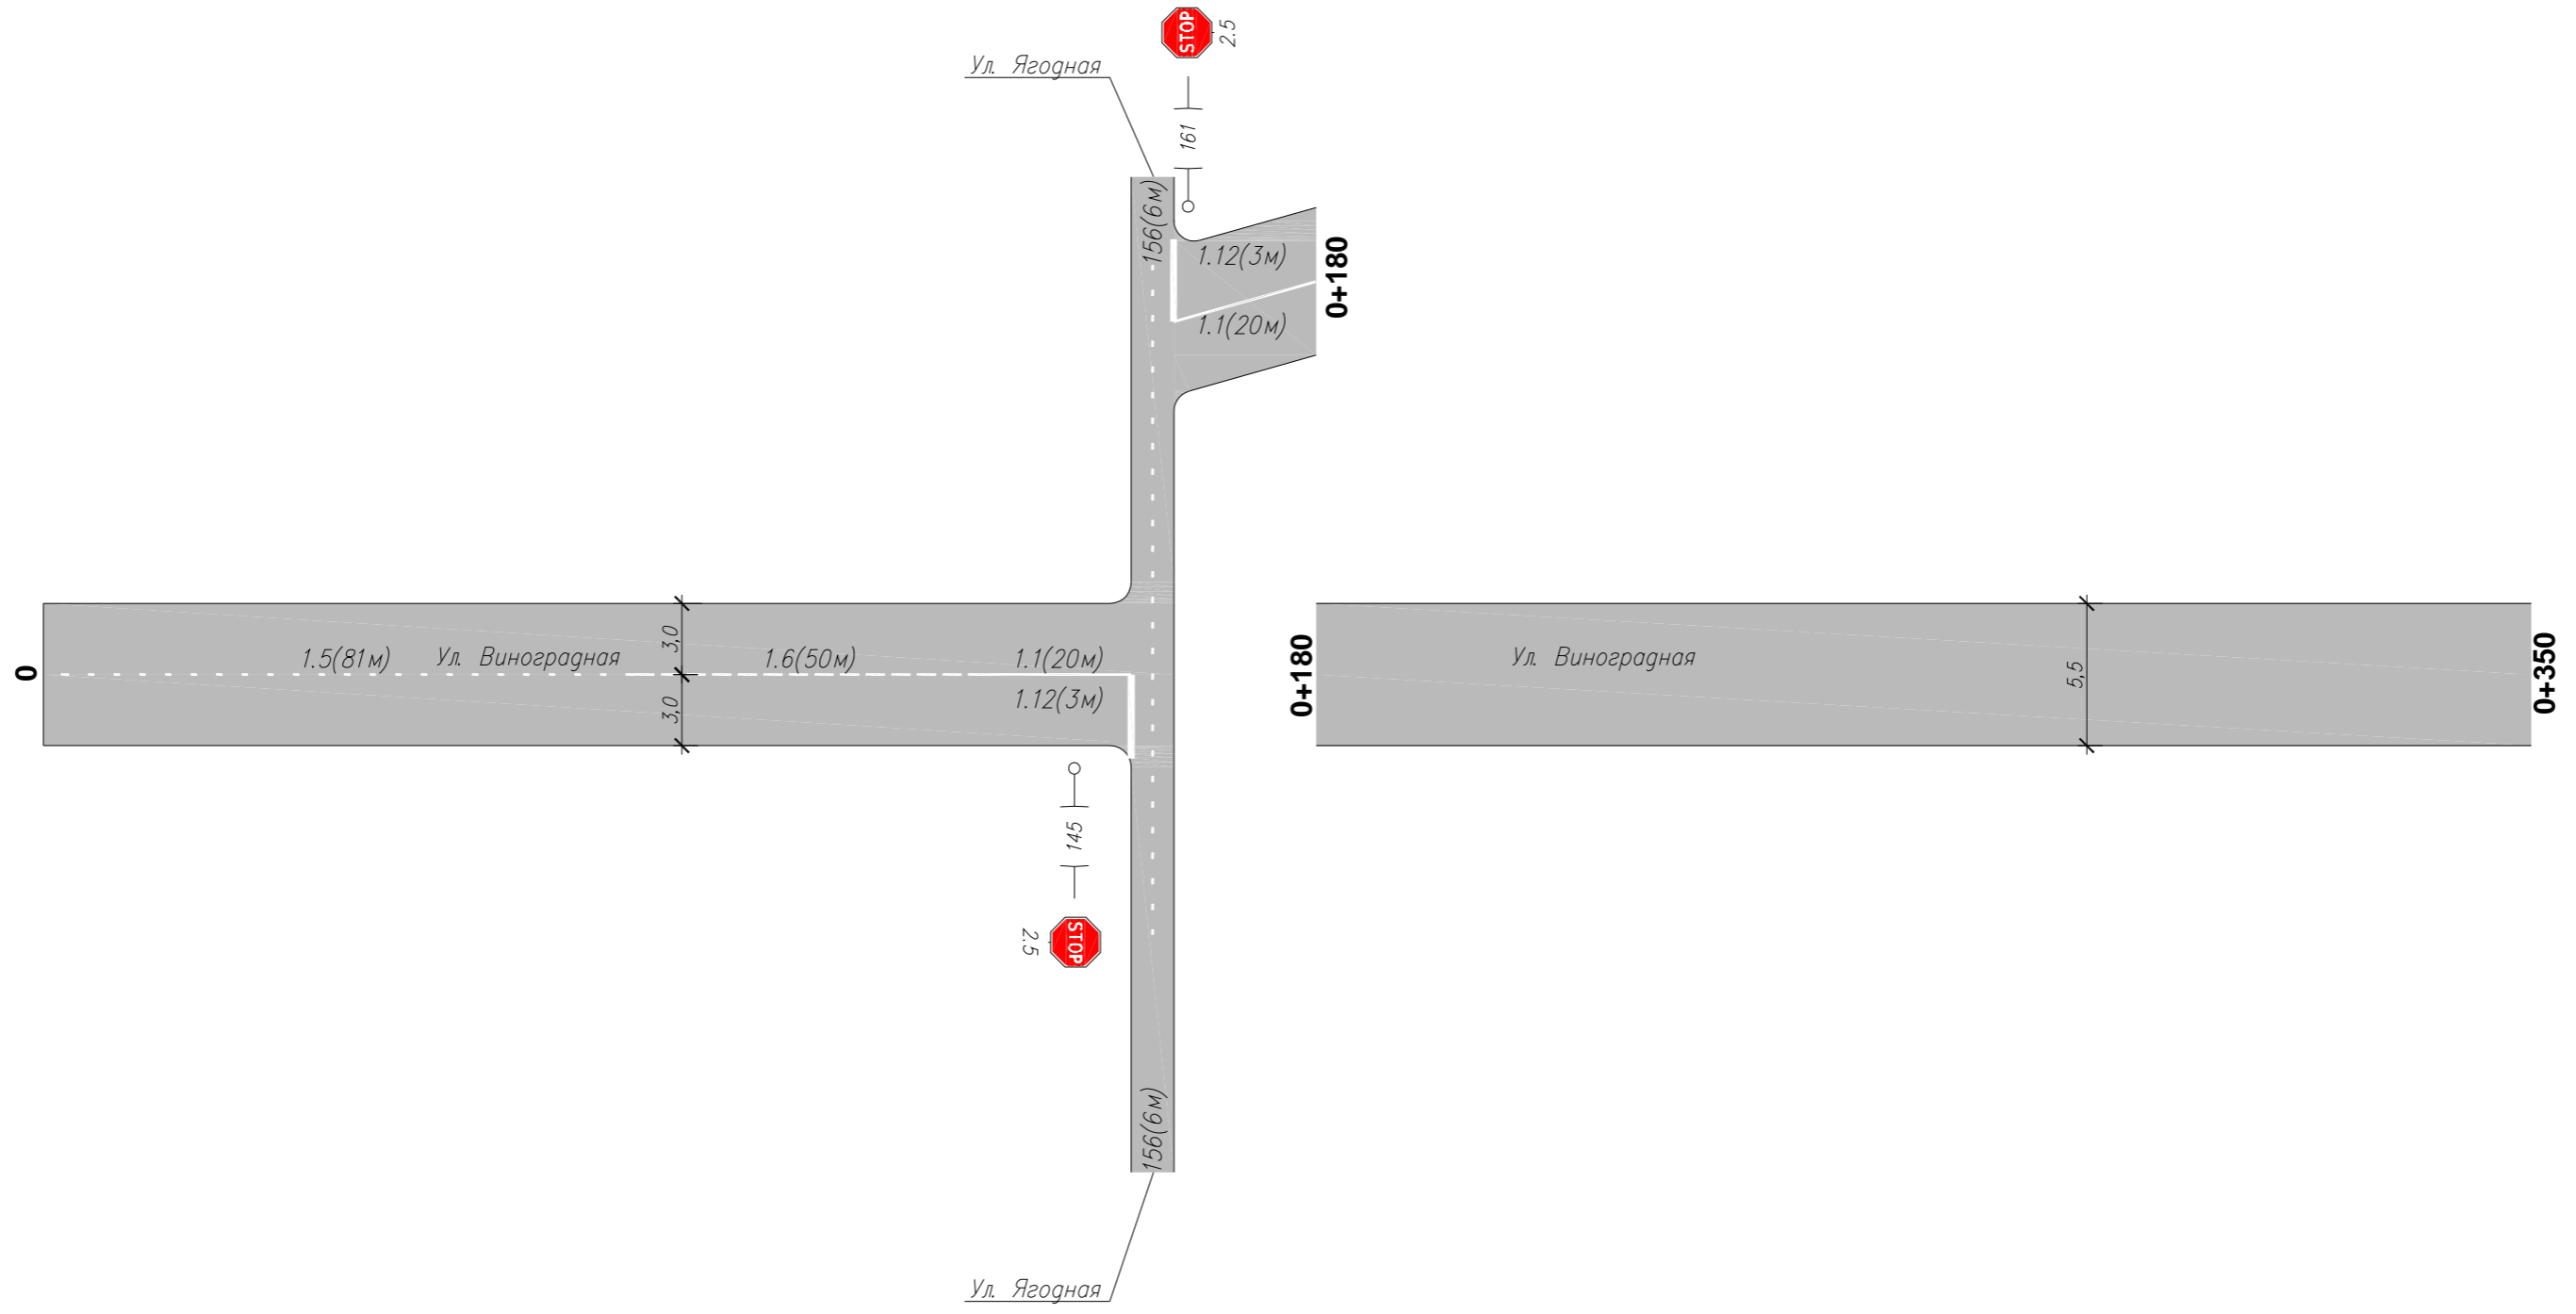 STOP
2.5
Ул. Ягодная
161
156(6м)
1.12(3м)
0+180
1.1(20м)
0
1.5(81м)
Ул. Виноградная
3,0
1.6(50м)
1.1(20м)
3,0
1.12(3м)
0+180
Ул. Виноградная
5,5
0+350
145
2.5
STOP
156(6м)
Ул. Ягодная